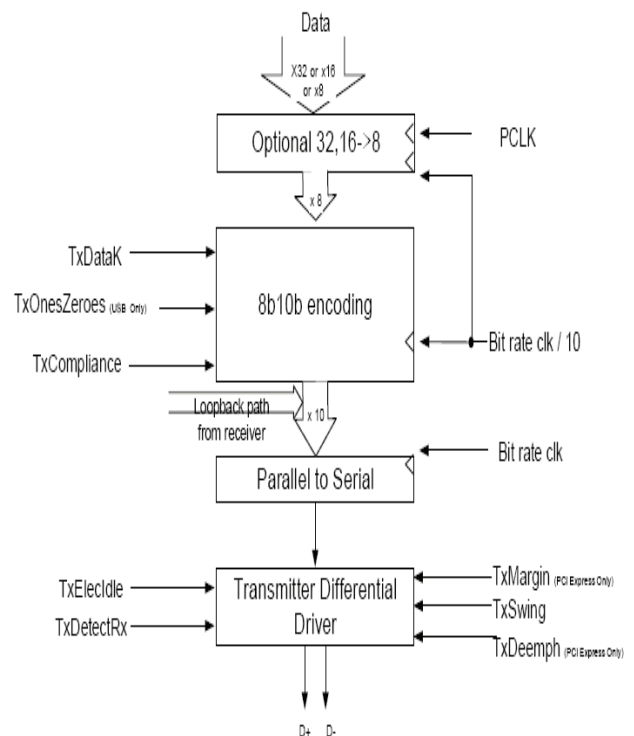 Data
X32 or x16
or x8
Optional 32,16->8
PCLK
x 8
TxDataK
TxOnesZeroes (USB Only)
8b10b encoding
TxCompliance
Bit rate clk / 10
Loopback path
from receiver
x 10
Bit rate clk
Parallel to Serial
TxElecIdle
Transmitter Differential
Driver
TxMargin (PCI Express Only)
TxSwing
TxDetectRx
TxDeemph (PCI Express Only)
D+ D-